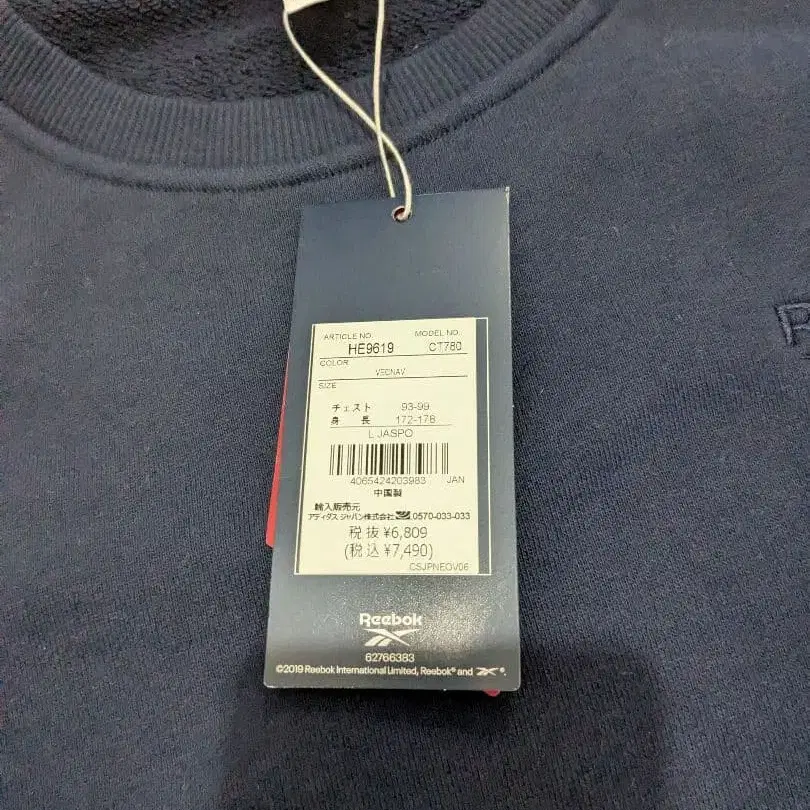 ARTICLE NO. MODEL NO.
HE9619 CT780
COLOR
VECNAV
SIZE
チェスト 93-99
身 長 172-178
L JASPO
4065424203983 JAN
中国製
輸入販売元
アディダス ジャパン株式会社 0570-033-033
税 抜 ¥6,809
(税 込 ¥7,490)
CSJPNEOV06
Reebok
62766383
©2019 Reebok International Limited, Reebok® and ®.